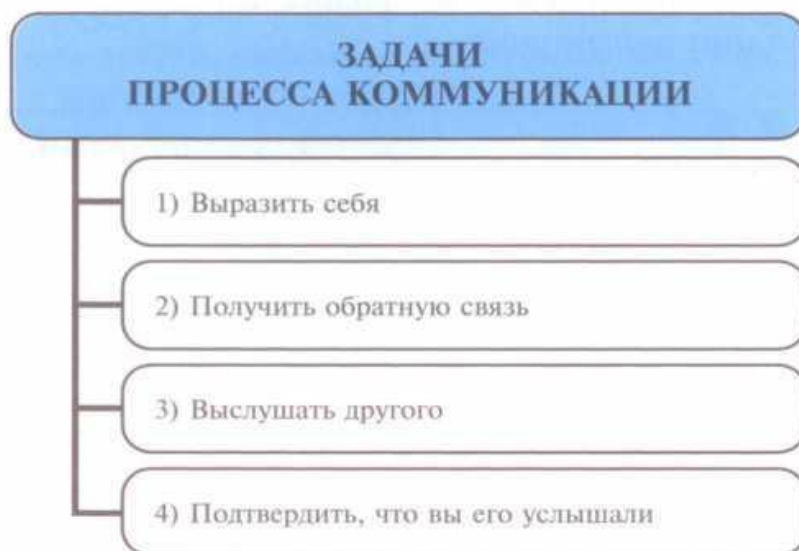 ЗАДАЧИ
ПРОЦЕССА КОММУНИКАЦИИ
1) Выразить себя
2) Получить обратную связь
3) Выслушать другого
4) Подтвердить, что вы его услышали